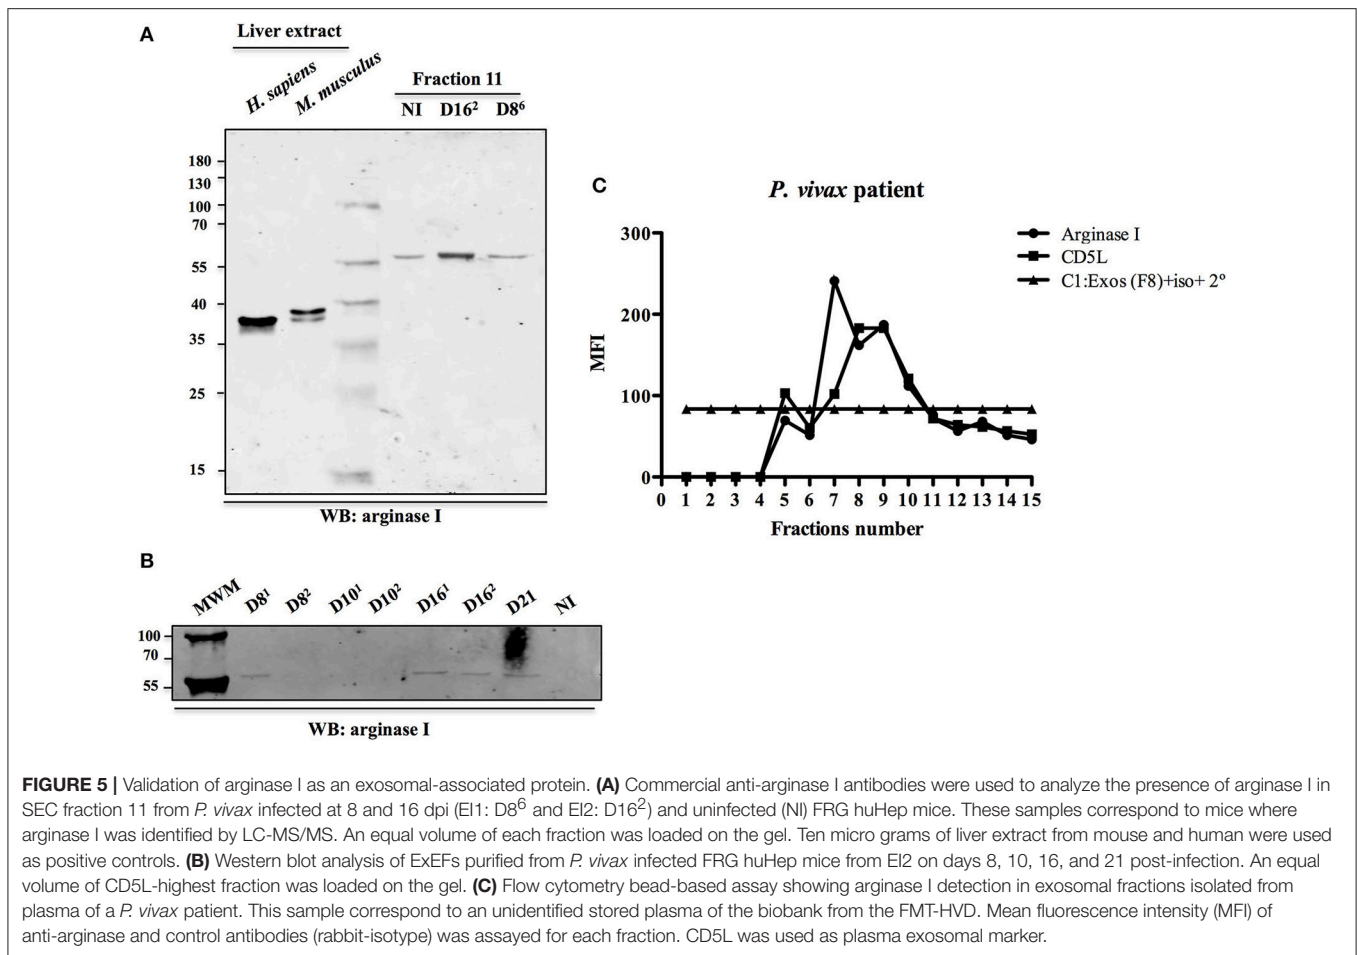 A
Liver extract
H. sapiens
M. musculus
Fraction 11
NI D16² D8⁶
180
130
100
70
55
40
35
25
15
WB: arginase I
B
MWM D8¹ D8² D10¹ D10² D16¹ D16² D21 NI
100
70
55
WB: arginase I
C
P. vivax patient
Arginase I
CD5L
C1:Exos (F8)+iso+ 2º
MFI
300
200
100
0
0 1 2 3 4 5 6 7 8 9 10 11 12 13 14 15
Fractions number
FIGURE 5 | Validation of arginase I as an exosomal-associated protein. (A) Commercial anti-arginase I antibodies were used to analyze the presence of arginase I in
SEC fraction 11 from P. vivax infected at 8 and 16 dpi (EI1: D8⁶ and EI2: D16²) and uninfected (NI) FRG huHep mice. These samples correspond to mice where
arginase I was identified by LC-MS/MS. An equal volume of each fraction was loaded on the gel. Ten micro grams of liver extract from mouse and human were used
as positive controls. (B) Western blot analysis of ExEFs purified from P. vivax infected FRG huHep mice from EI2 on days 8, 10, 16, and 21 post-infection. An equal
volume of CD5L-highest fraction was loaded on the gel. (C) Flow cytometry bead-based assay showing arginase I detection in exosomal fractions isolated from
plasma of a P. vivax patient. This sample correspond to an unidentified stored plasma of the biobank from the FMT-HVD. Mean fluorescence intensity (MFI) of
anti-arginase and control antibodies (rabbit-isotype) was assayed for each fraction. CD5L was used as plasma exosomal marker.